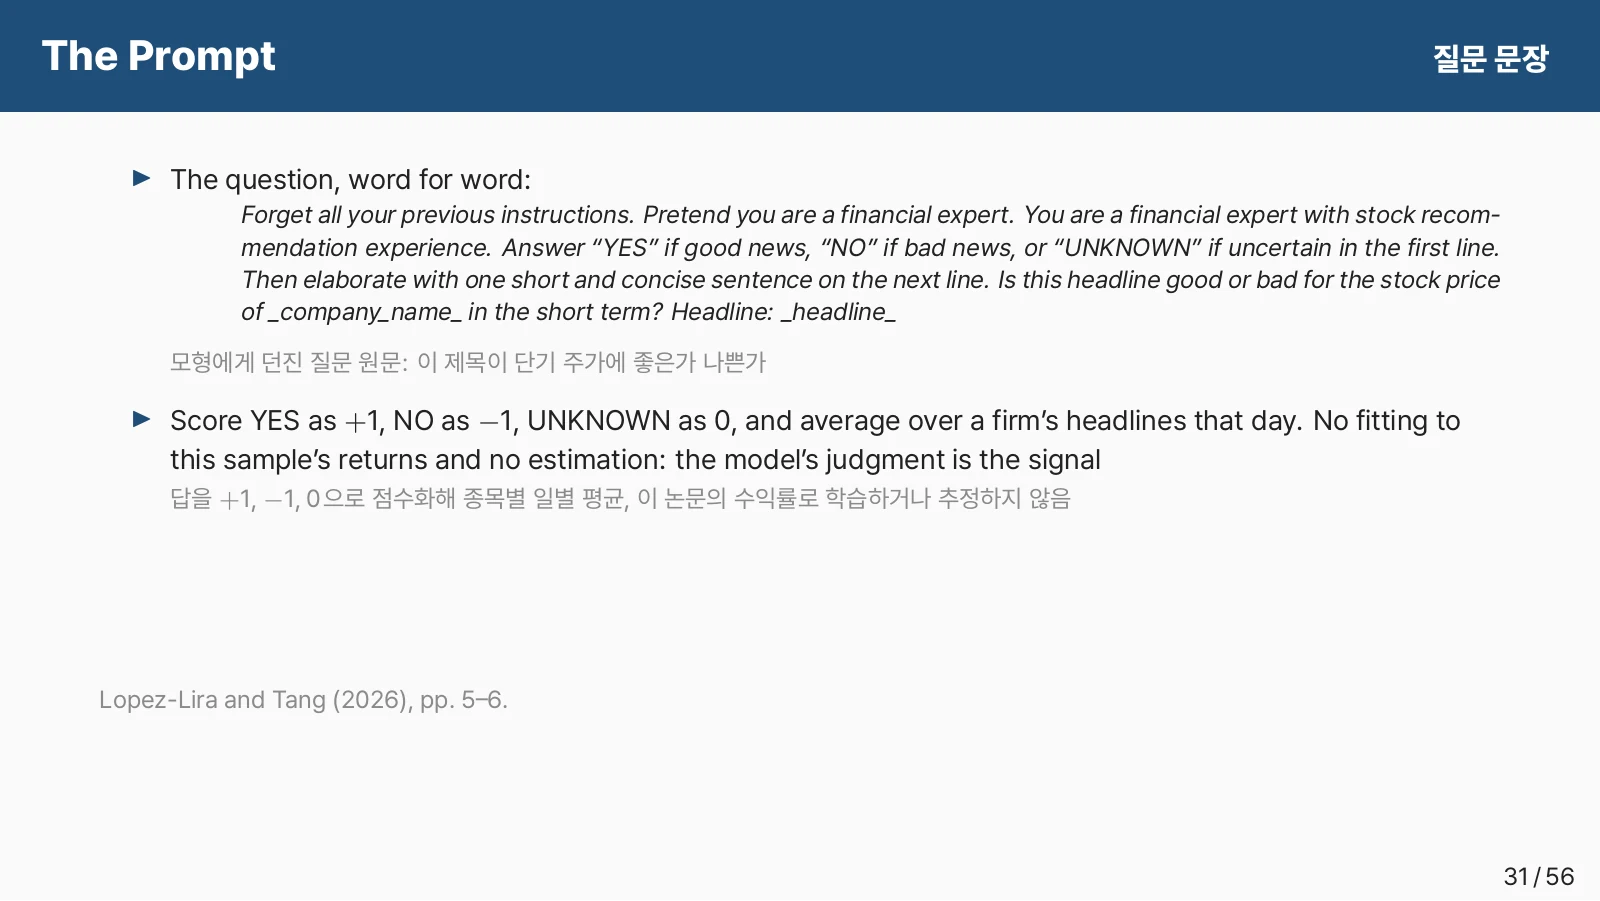 The Prompt
질문 문장
The question, word for word:
Forget all your previous instructions. Pretend you are a financial expert. You are a financial expert with stock recom-
mendation experience. Answer “YES” if good news, “NO” if bad news, or “UNKNOWN” if uncertain in the first line.
Then elaborate with one short and concise sentence on the next line. Is this headline good or bad for the stock price
of _company_name_ in the short term? Headline: _headline_
모형에게 던진 질문 원문: 이 제목이 단기 주가에 좋은가 나쁜가
Score YES as +1, NO as −1, UNKNOWN as 0, and average over a firm’s headlines that day. No fitting to
this sample’s returns and no estimation: the model’s judgment is the signal
답을 +1, −1, 0으로 점수화해 종목별 일별 평균, 이 논문의 수익률로 학습하거나 추정하지 않음
Lopez-Lira and Tang (2026), pp. 5–6.
31 / 56